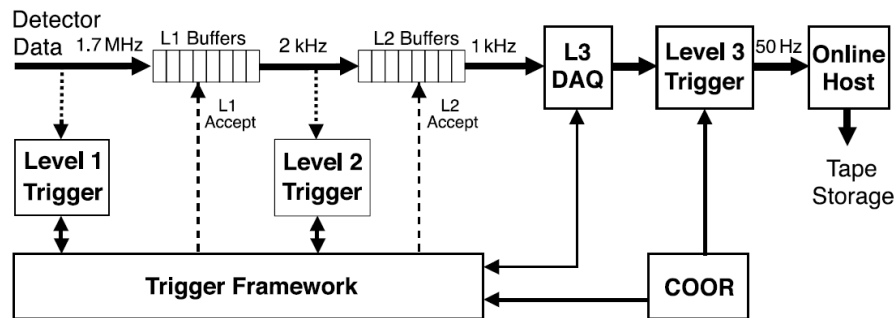 Detector
Data
1.7 MHz
L1 Buffers
2 kHz
L2 Buffers
1 kHz
L3
DAQ
Level 3
Trigger
50 Hz
Online
Host
L1
Accept
L2
Accept
Level 1
Trigger
Level 2
Trigger
Tape
Storage
Trigger Framework
COOR